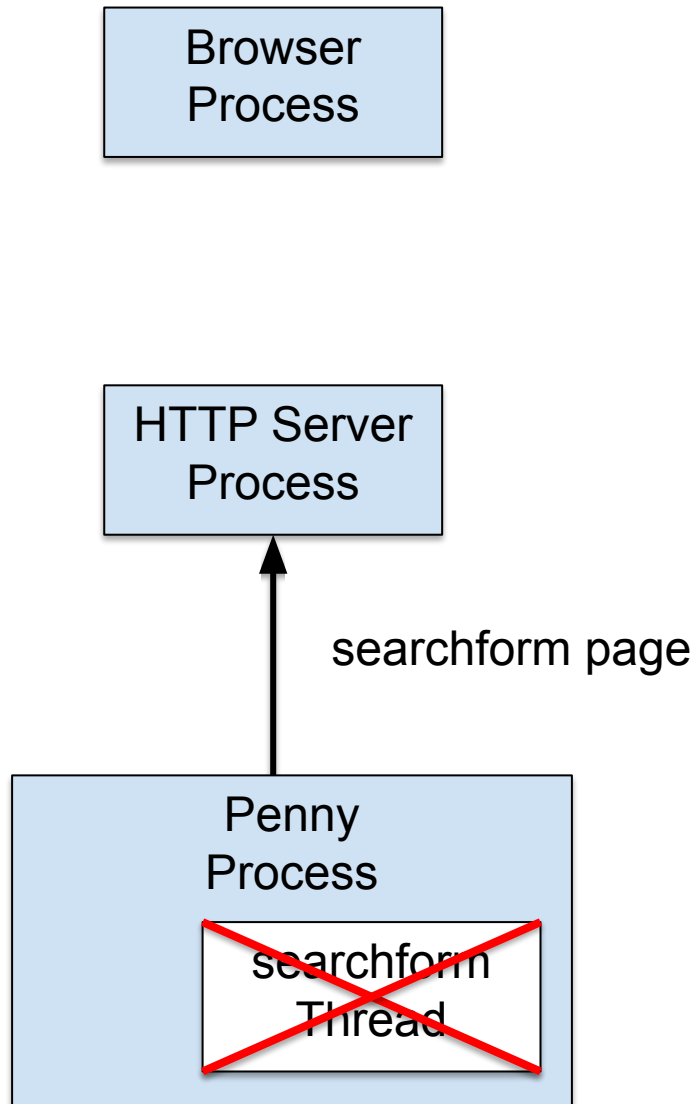 Browser
Process
HTTP Server
Process
searchform page
Penny
Process
searchform
Thread